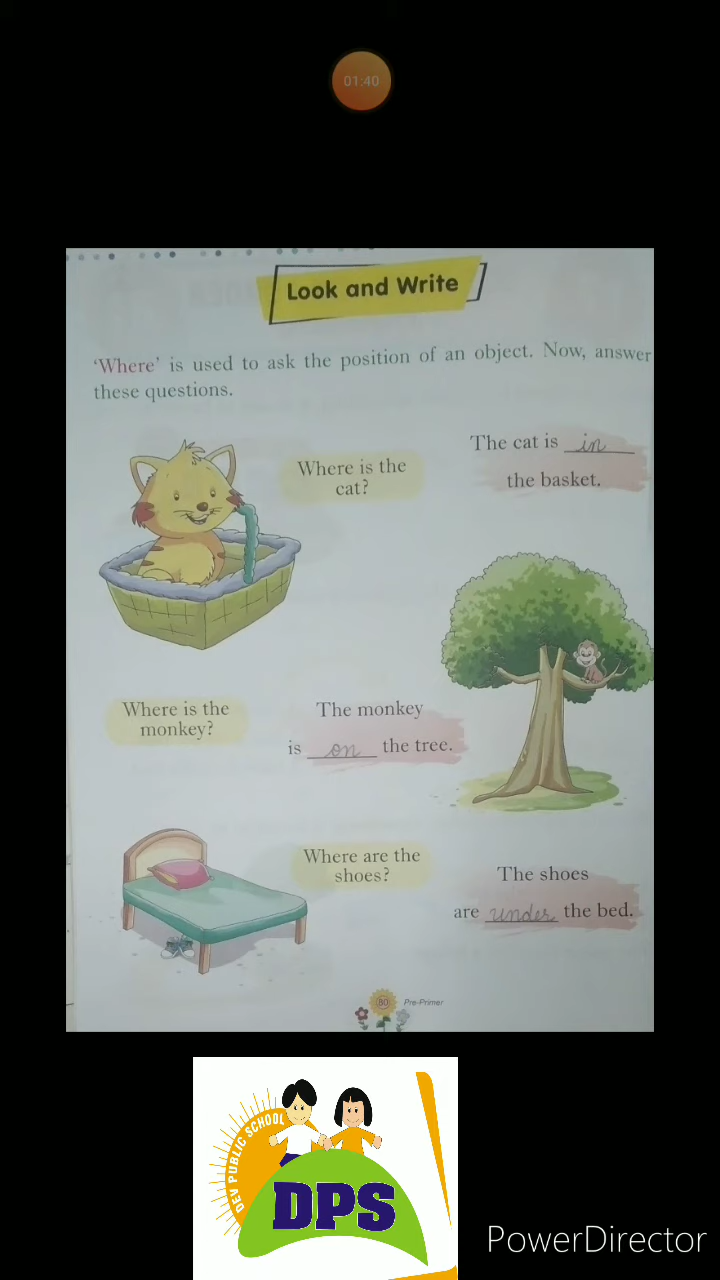 01:40
Look and Write
'Where' is used to ask the position of an object. Now, answer
these questions.
Where is the
cat?
The cat is in
the basket.
Where is the
monkey?
The monkey
is on the tree.
Where are the
shoes?
The shoes
are under the bed.
80 Pre-Primer
DEV PUBLIC SCHOOL
DPS
PowerDirector